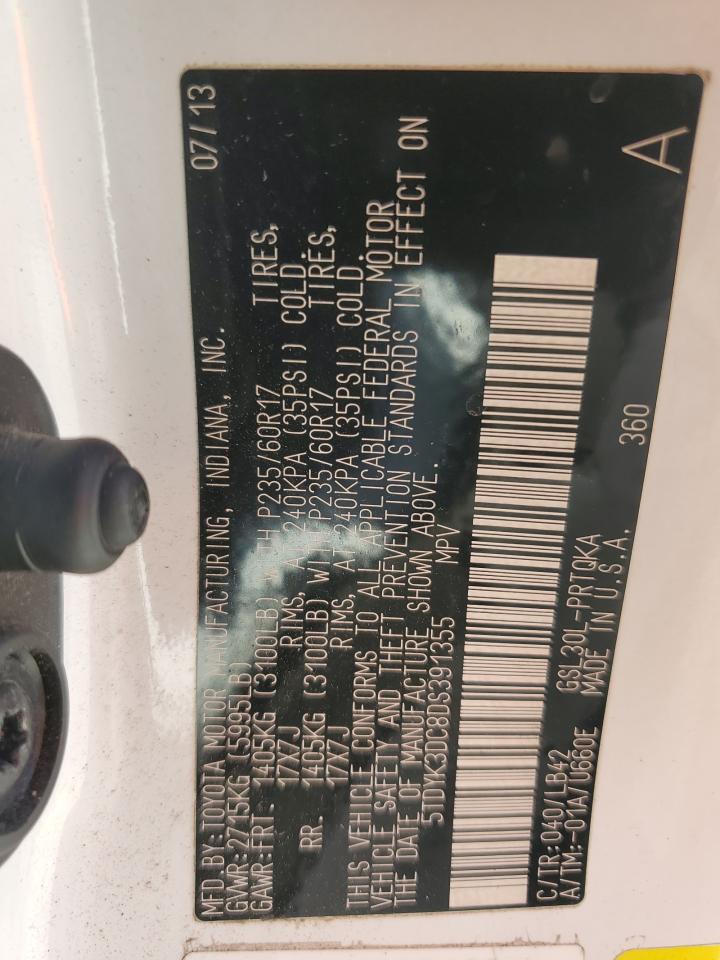 MFD.BY:TOYOTA MOTOR MANUFACTURING, INDIANA, INC. 07/13
GVWR:2715KG (5995LB)
GAWR:FRT. 1405KG (3100LB) WITH P235/60R17 TIRES,
17X7J RIMS, AT 240KPA (35PSI) COLD
RR. 1405KG (3100LB) WITH P235/60R17 TIRES,
17X7J RIMS, AT 240KPA (35PSI) COLD
THIS VEHICLE CONFORMS TO ALL APPLICABLE FEDERAL MOTOR
VEHICLE SAFETY AND THEFT PREVENTION STANDARDS IN EFFECT ON
THE DATE OF MANUFACTURE SHOWN ABOVE.
5TDYK3DC8DS391355 MPV
C/TR:040/LB42 GSL30L-PRTQKA 360 A
A/TM:-01A/U660E MADE IN U.S.A.